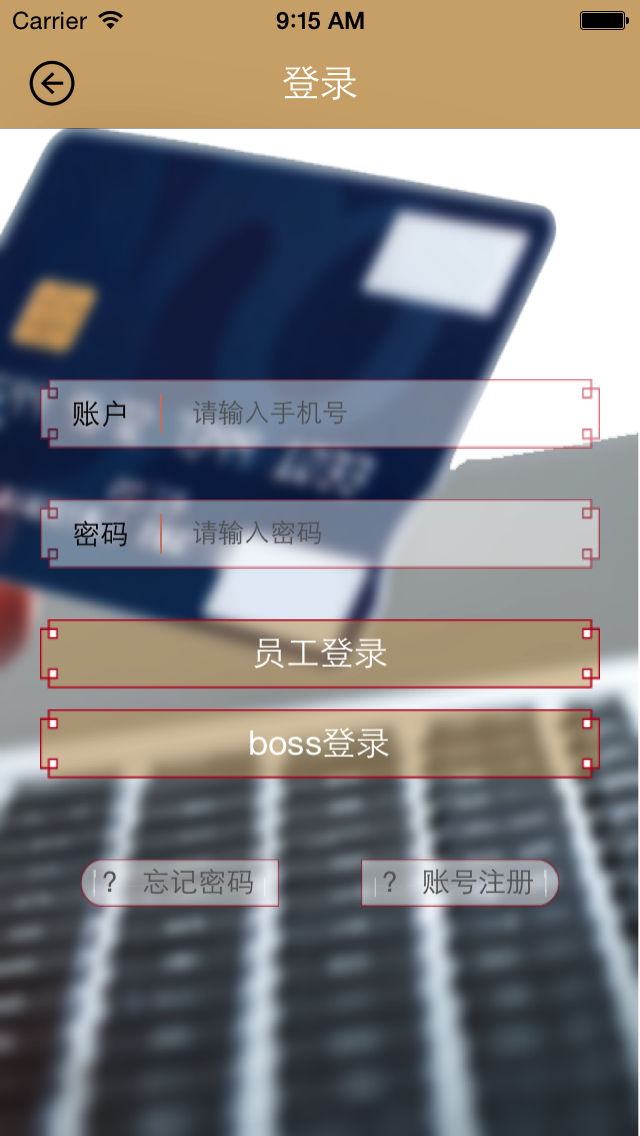 Carrier 9:15 AM
登录
账户 请输入手机号
密码 请输入密码
员工登录
boss登录
? 忘记密码 ? 账号注册